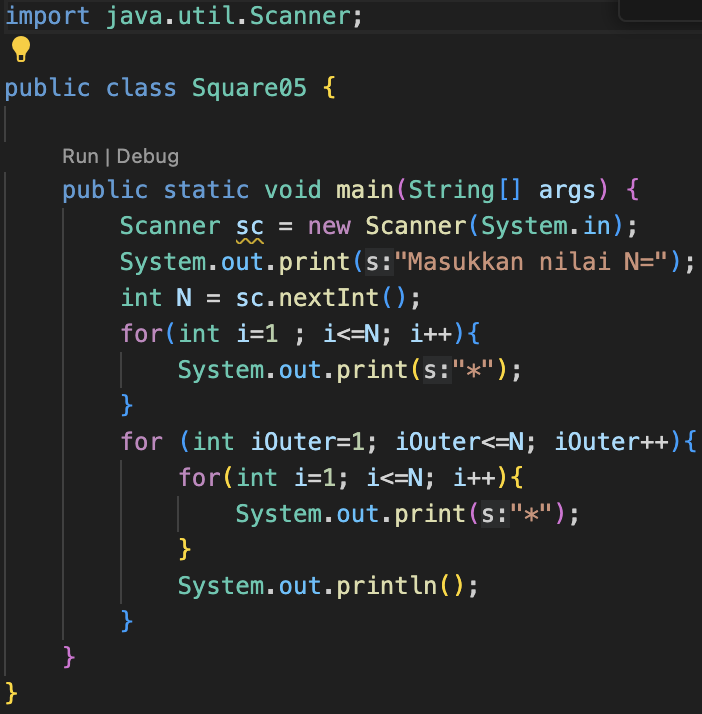 import java.util.Scanner;
public class Square05 {
Run | Debug
public static void main(String[] args) {
Scanner sc = new Scanner(System.in);
System.out.print(s:"Masukkan nilai N=");
int N = sc.nextInt();
for(int i=1 ; i<=N; i++){
System.out.print(s:"*");
}
for (int iOuter=1; iOuter<=N; iOuter++){
for(int i=1; i<=N; i++){
System.out.print(s:"*");
}
System.out.println();
}
}
}